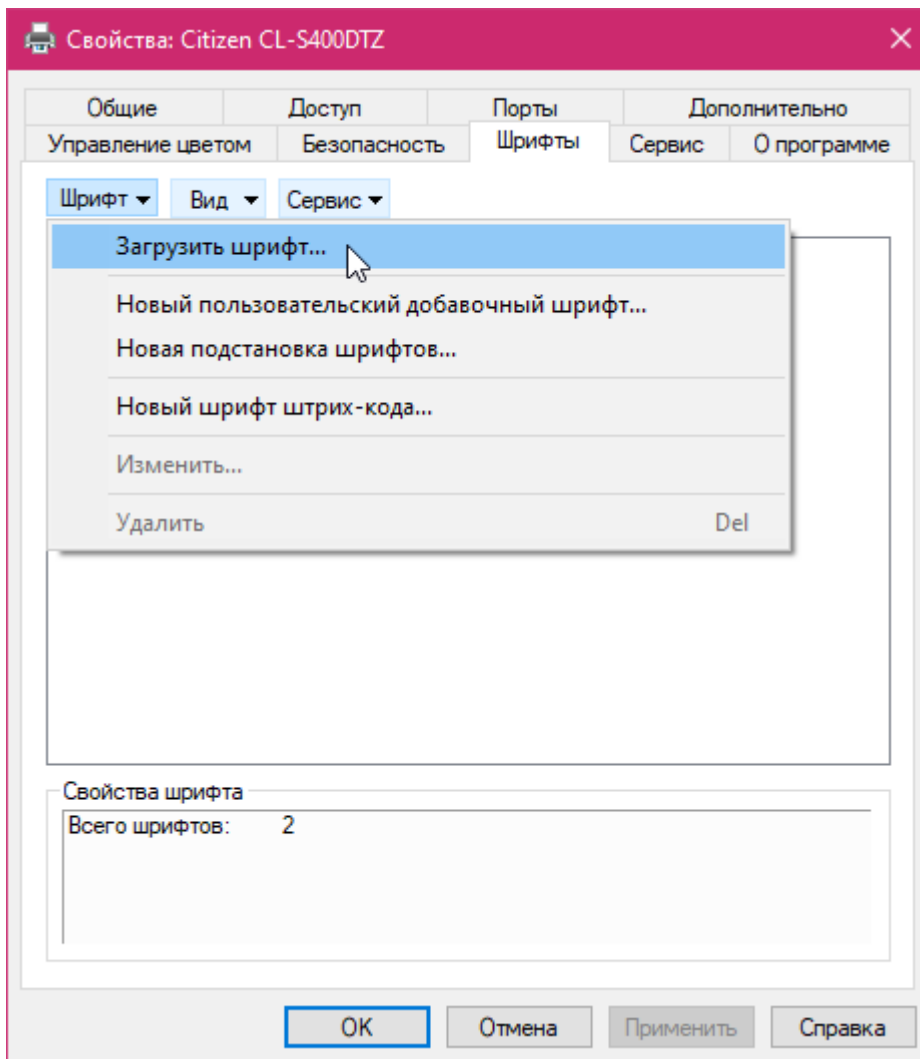 Свойства: Citizen CL-S400DTZ
Общие Доступ Порты Дополнительно
Управление цветом Безопасность Шрифты Сервис О программе
Шрифт Вид Сервис
Загрузить шрифт...
Новый пользовательский добавочный шрифт...
Новая подстановка шрифтов...
Новый шрифт штрих-кода...
Изменить...
Удалить Del
Свойства шрифта
Всего шрифтов: 2
OK Отмена Применить Справка